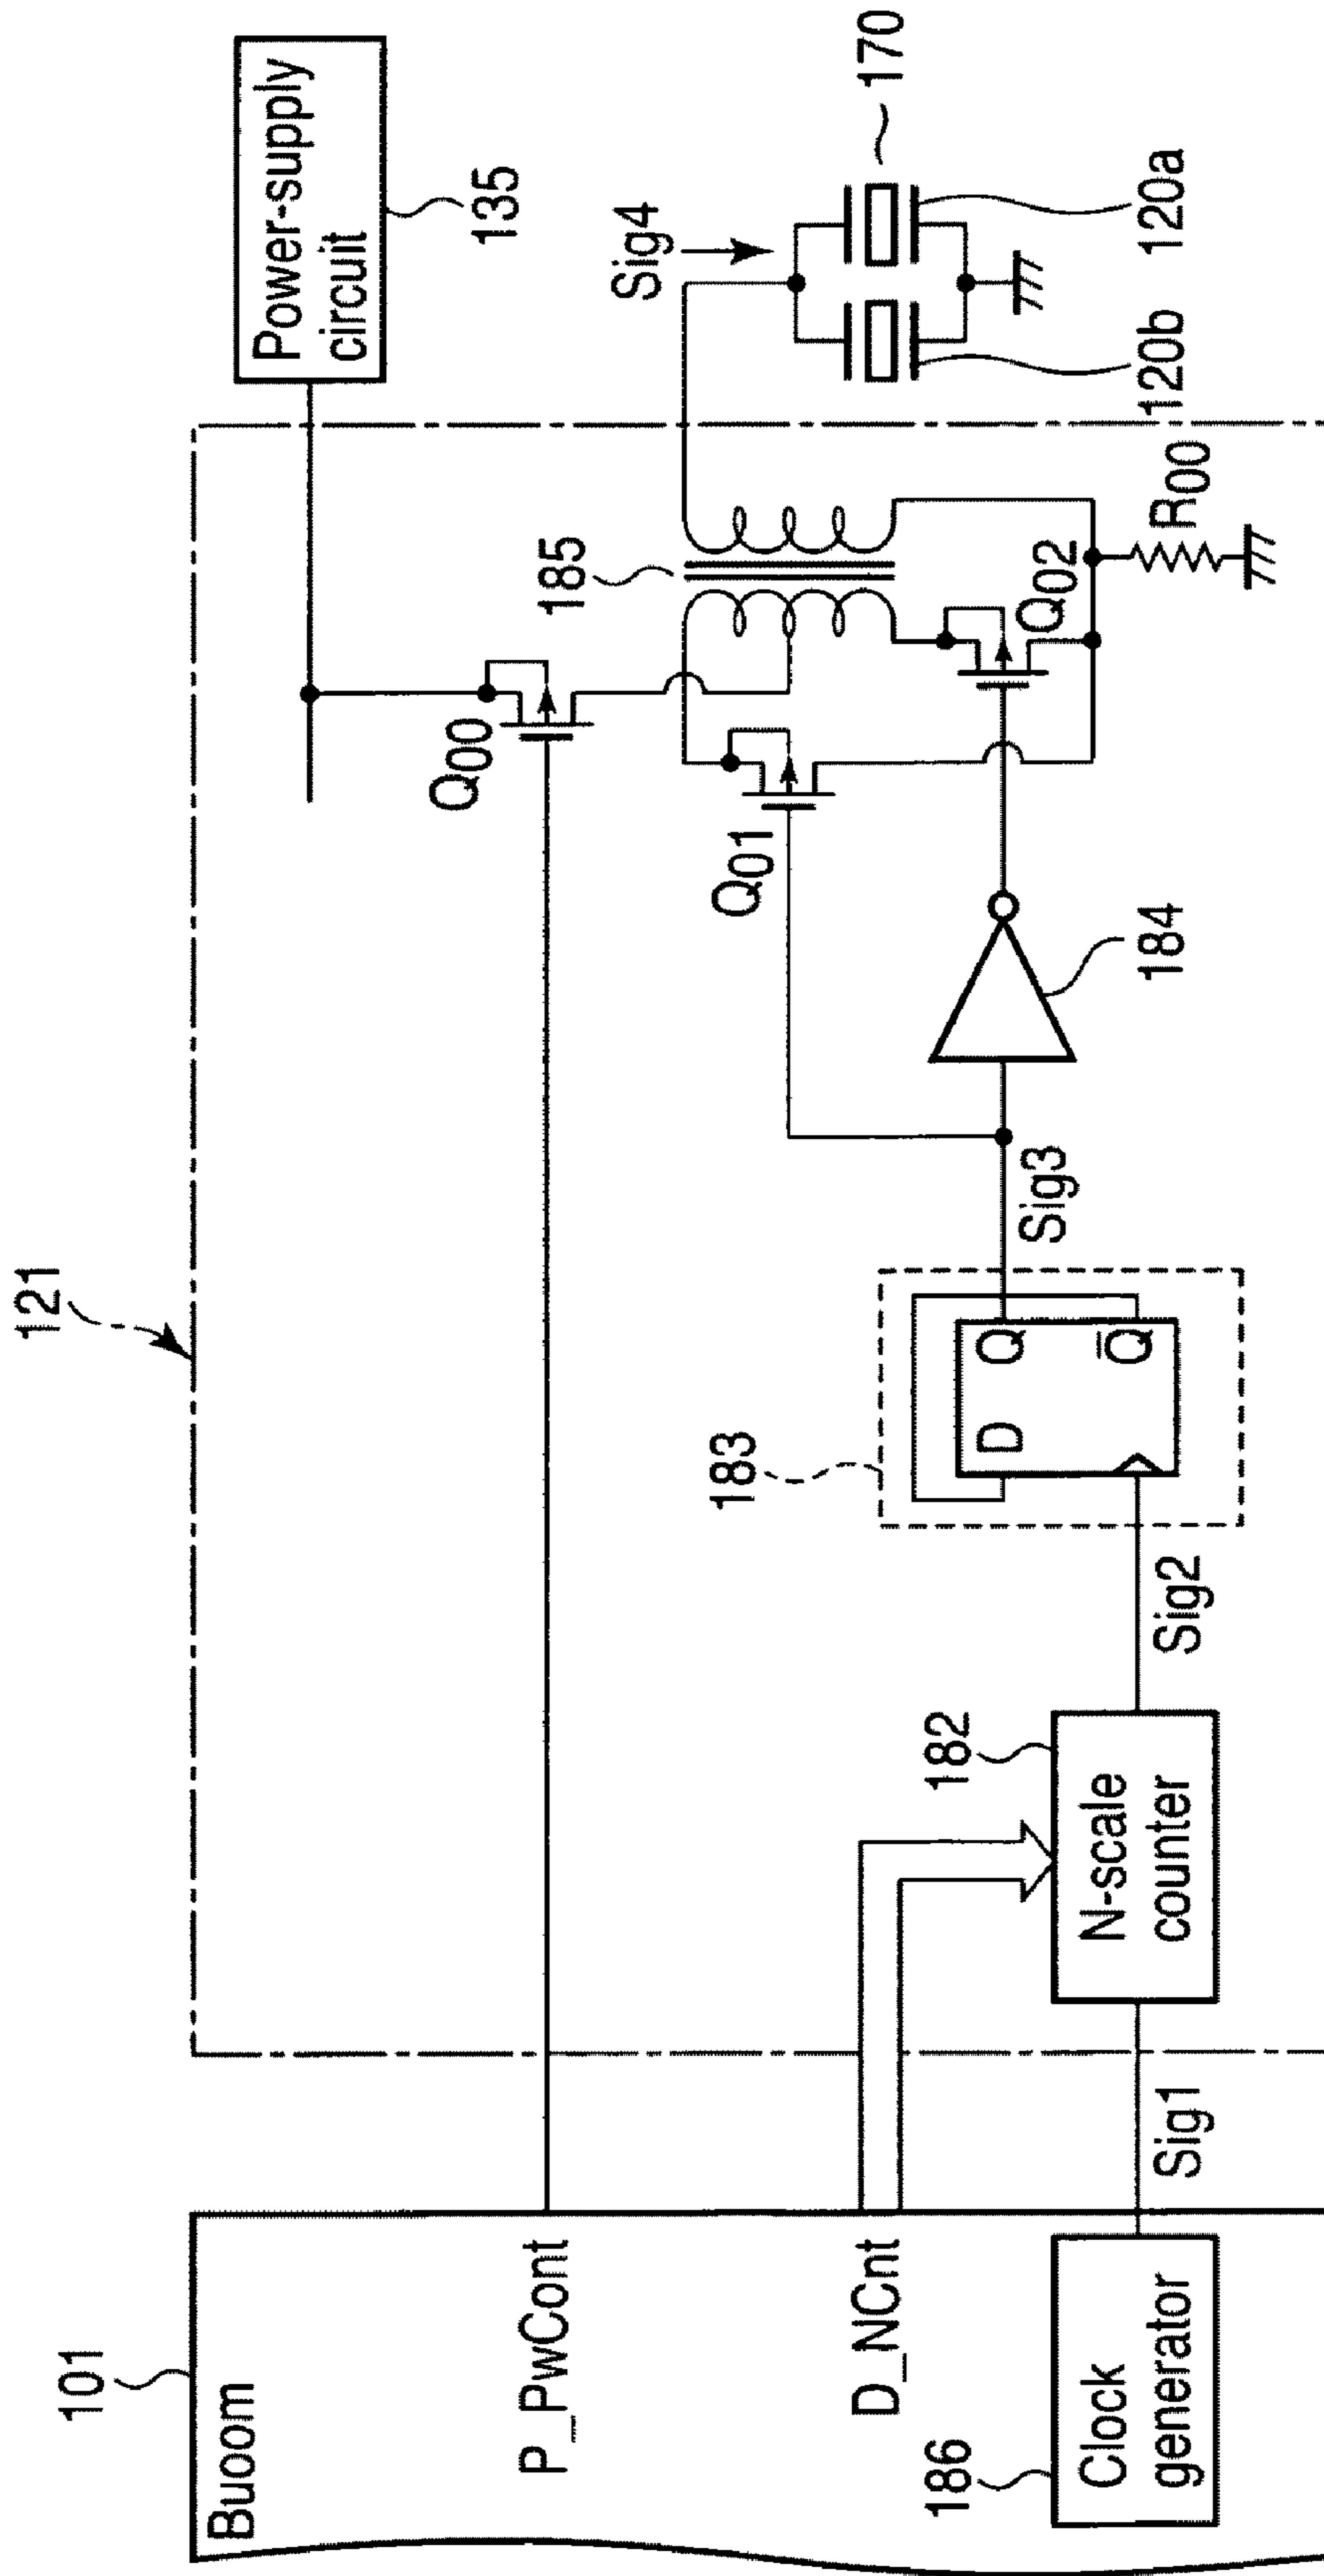 121
Power-supply
circuit
135
101
Buoom
P_PwCont
Q00
185
Sig4
170
Q01
183
D_NCnt
182
D
Q
Q̅
Sig3
184
Q02
R00
120b
120a
186
Clock
generator
Sig1
N-scale
counter
Sig2